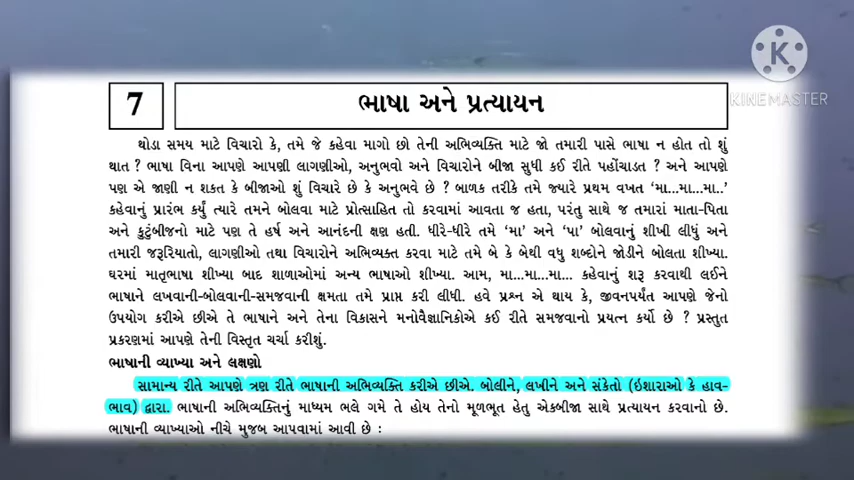 K
KINEMASTER
7
ભાષા અને પ્રત્યાયન
થોડા સમય માટે વિચારો કે, તમે જે કહેવા માગો છો તેની અભિવ્યક્તિ માટે જો તમારી પાસે ભાષા ન હોત તો શું
થાત ? ભાષા વિના આપણે આપણી લાગણીઓ, અનુભવો અને વિચારોને બીજા સુધી કઈ રીતે પહોંચાડત ? અને આપણે
પણ એ જાણી ન શક્ત કે બીજાઓ શું વિચારે છે કે અનુભવે છે ? બાળક તરીકે તમે જ્યારે પ્રથમ વખત ‘મા...મા...મા..’
કહેવાનું પ્રારંભ કર્યું ત્યારે તમને બોલવા માટે પ્રોત્સાહિત તો કરવામાં આવતા જ હતા, પરંતુ સાથે જ તમારાં માતા-પિતા
અને કુટુંબીજનો માટે પણ તે હર્ષ અને આનંદની ક્ષણ હતી. ધીરે-ધીરે તમે ‘મા’ અને ‘પા’ બોલવાનું શીખી લીધું અને
તમારી જરૂરિયાતો, લાગણીઓ તથા વિચારોને અભિવ્યક્ત કરવા માટે તમે બે કે બેથી વધુ શબ્દોને જોડીને બોલતા શીખ્યા.
ઘરમાં માતૃભાષા શીખ્યા બાદ શાળાઓમાં અન્ય ભાષાઓ શીખ્યા. આમ, મા...મા...મા... કહેવાનું શરૂ કરવાથી લઈને
ભાષાને લખવાની-બોલવાની-સમજવાની ક્ષમતા તમે પ્રાપ્ત કરી લીધી. હવે પ્રશ્ન એ થાય કે, જીવનપર્યંત આપણે જેનો
ઉપયોગ કરીએ છીએ તે ભાષાને અને તેના વિકાસને મનોવૈજ્ઞાનિકોએ કઈ રીતે સમજવાનો પ્રયત્ન કર્યો છે ? પ્રસ્તુત
પ્રકરણમાં આપણે તેની વિસ્તૃત ચર્ચા કરીશું.
ભાષાની વ્યાખ્યા અને લક્ષણો
સામાન્ય રીતે આપણે ત્રણ રીતે ભાષાની અભિવ્યક્તિ કરીએ છીએ. બોલીને, લખીને અને સંકેતો (ઇશારાઓ કે હાવ-
ભાવ) દ્વારા. ભાષાની અભિવ્યક્તિનું માધ્યમ ભલે ગમે તે હોય તેનો મૂળભૂત હેતુ એકબીજા સાથે પ્રત્યાયન કરવાનો છે.
ભાષાની વ્યાખ્યાઓ નીચે મુજબ આપવામાં આવી છે :